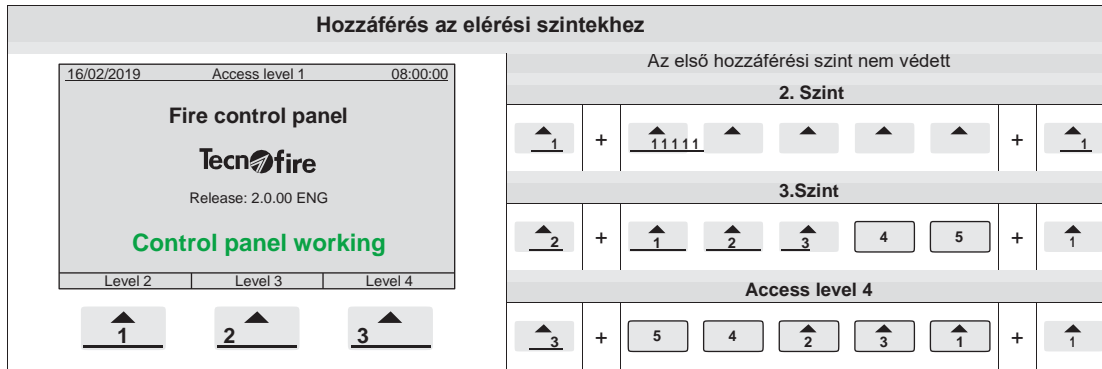 Hozzáférés az elérési szintekhez
16/02/2019 Access level 1 08:00:00
Fire control panel
Tecnofire
Release: 2.0.00 ENG
Control panel working
Level 2 Level 3 Level 4
1 2 3
Az első hozzáférési szint nem védett
2. Szint
1 + 11111 + 1
3.Szint
2 + 1 2 3 4 5 + 1
Access level 4
3 + 5 4 2 3 1 + 1